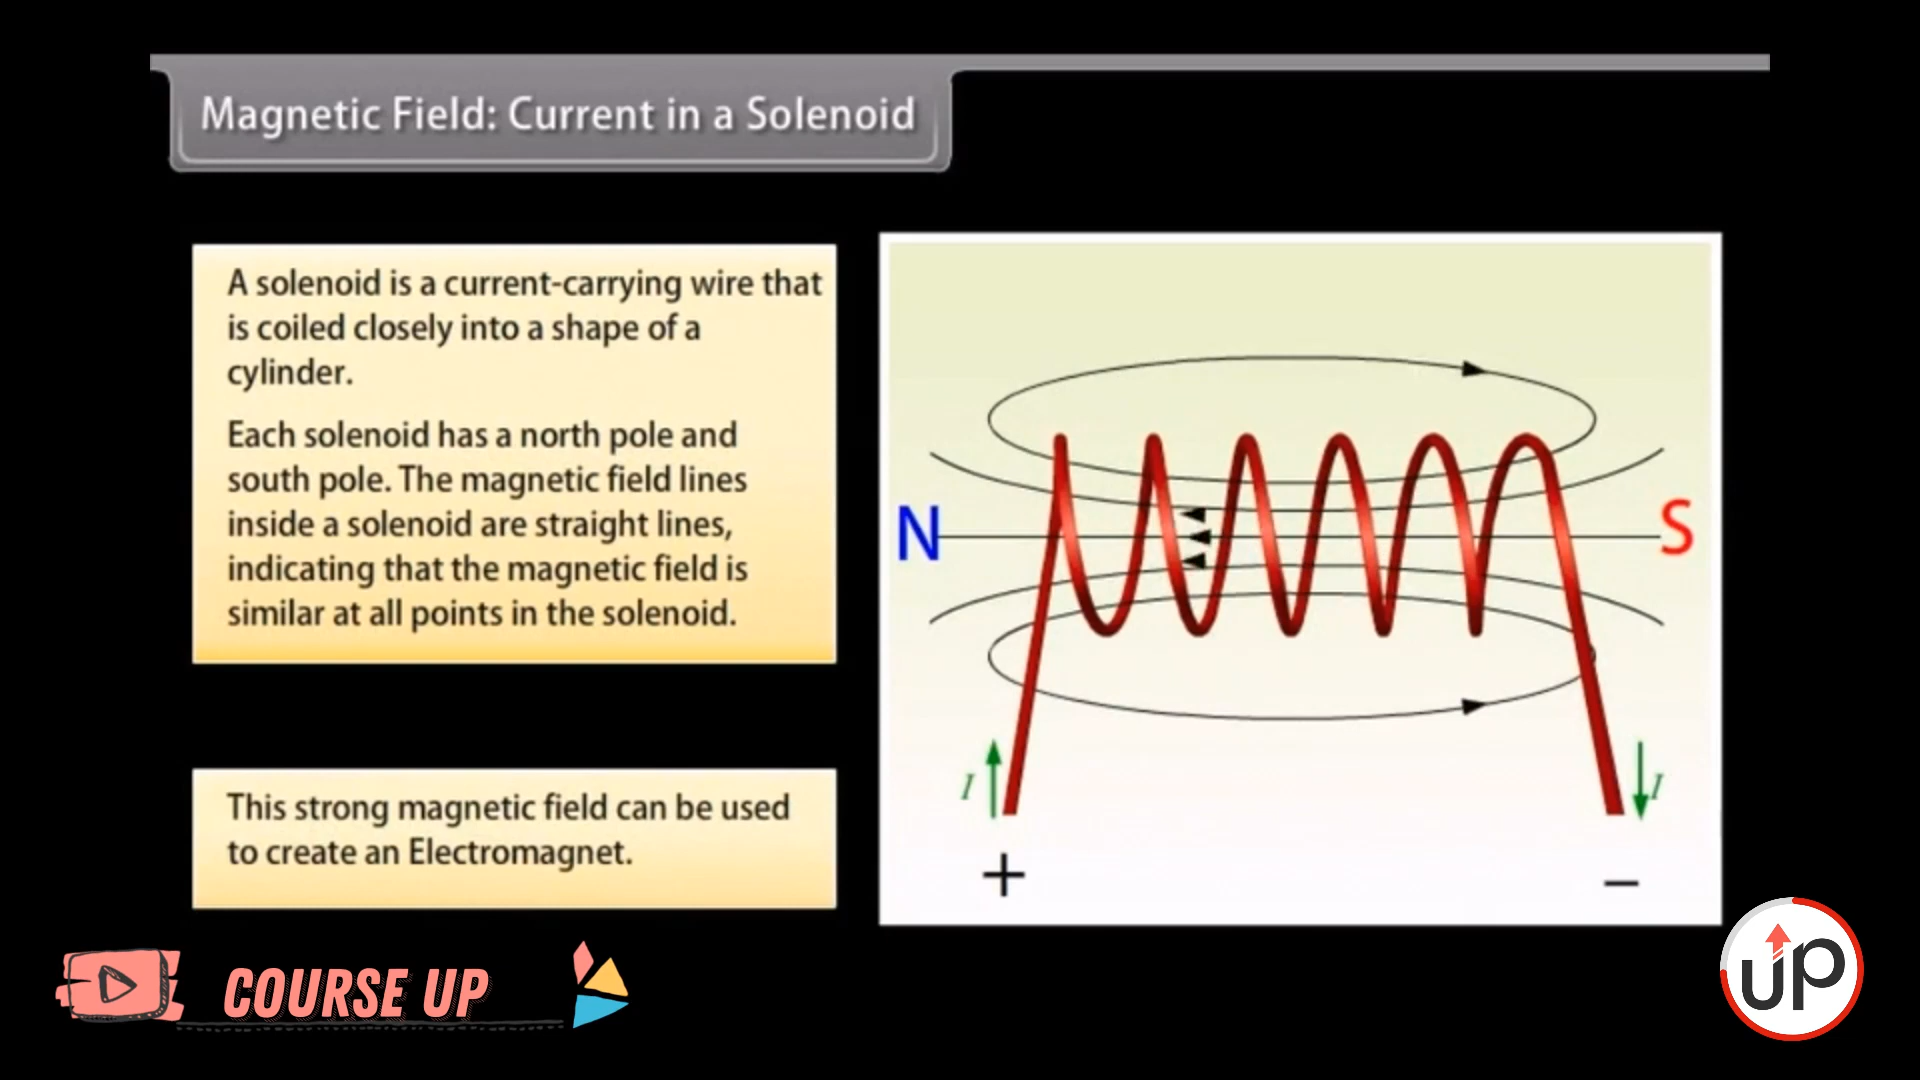 Magnetic Field: Current in a Solenoid
A solenoid is a current-carrying wire that
is coiled closely into a shape of a
cylinder.
Each solenoid has a north pole and
south pole. The magnetic field lines
inside a solenoid are straight lines,
indicating that the magnetic field is
similar at all points in the solenoid.
This strong magnetic field can be used
to create an Electromagnet.
N
S
I
I
+
–
COURSE UP
UP